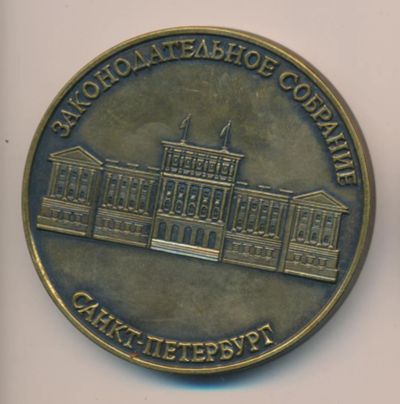 ЗАКОНОДАТЕЛЬНОЕ СОБРАНИЕ
САНКТ-ПЕТЕРБУРГ